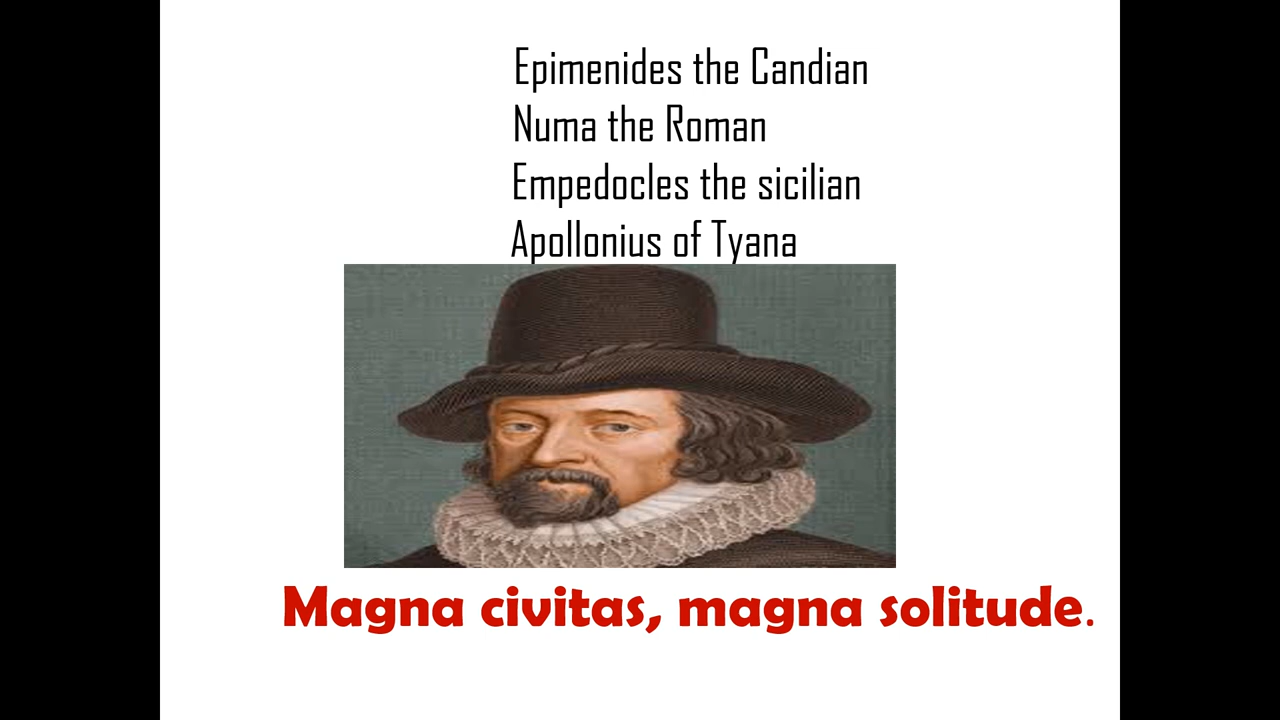 Epimenides the Candian
Numa the Roman
Empedocles the sicilian
Apollonius of Tyana
Magna civitas, magna solitude.